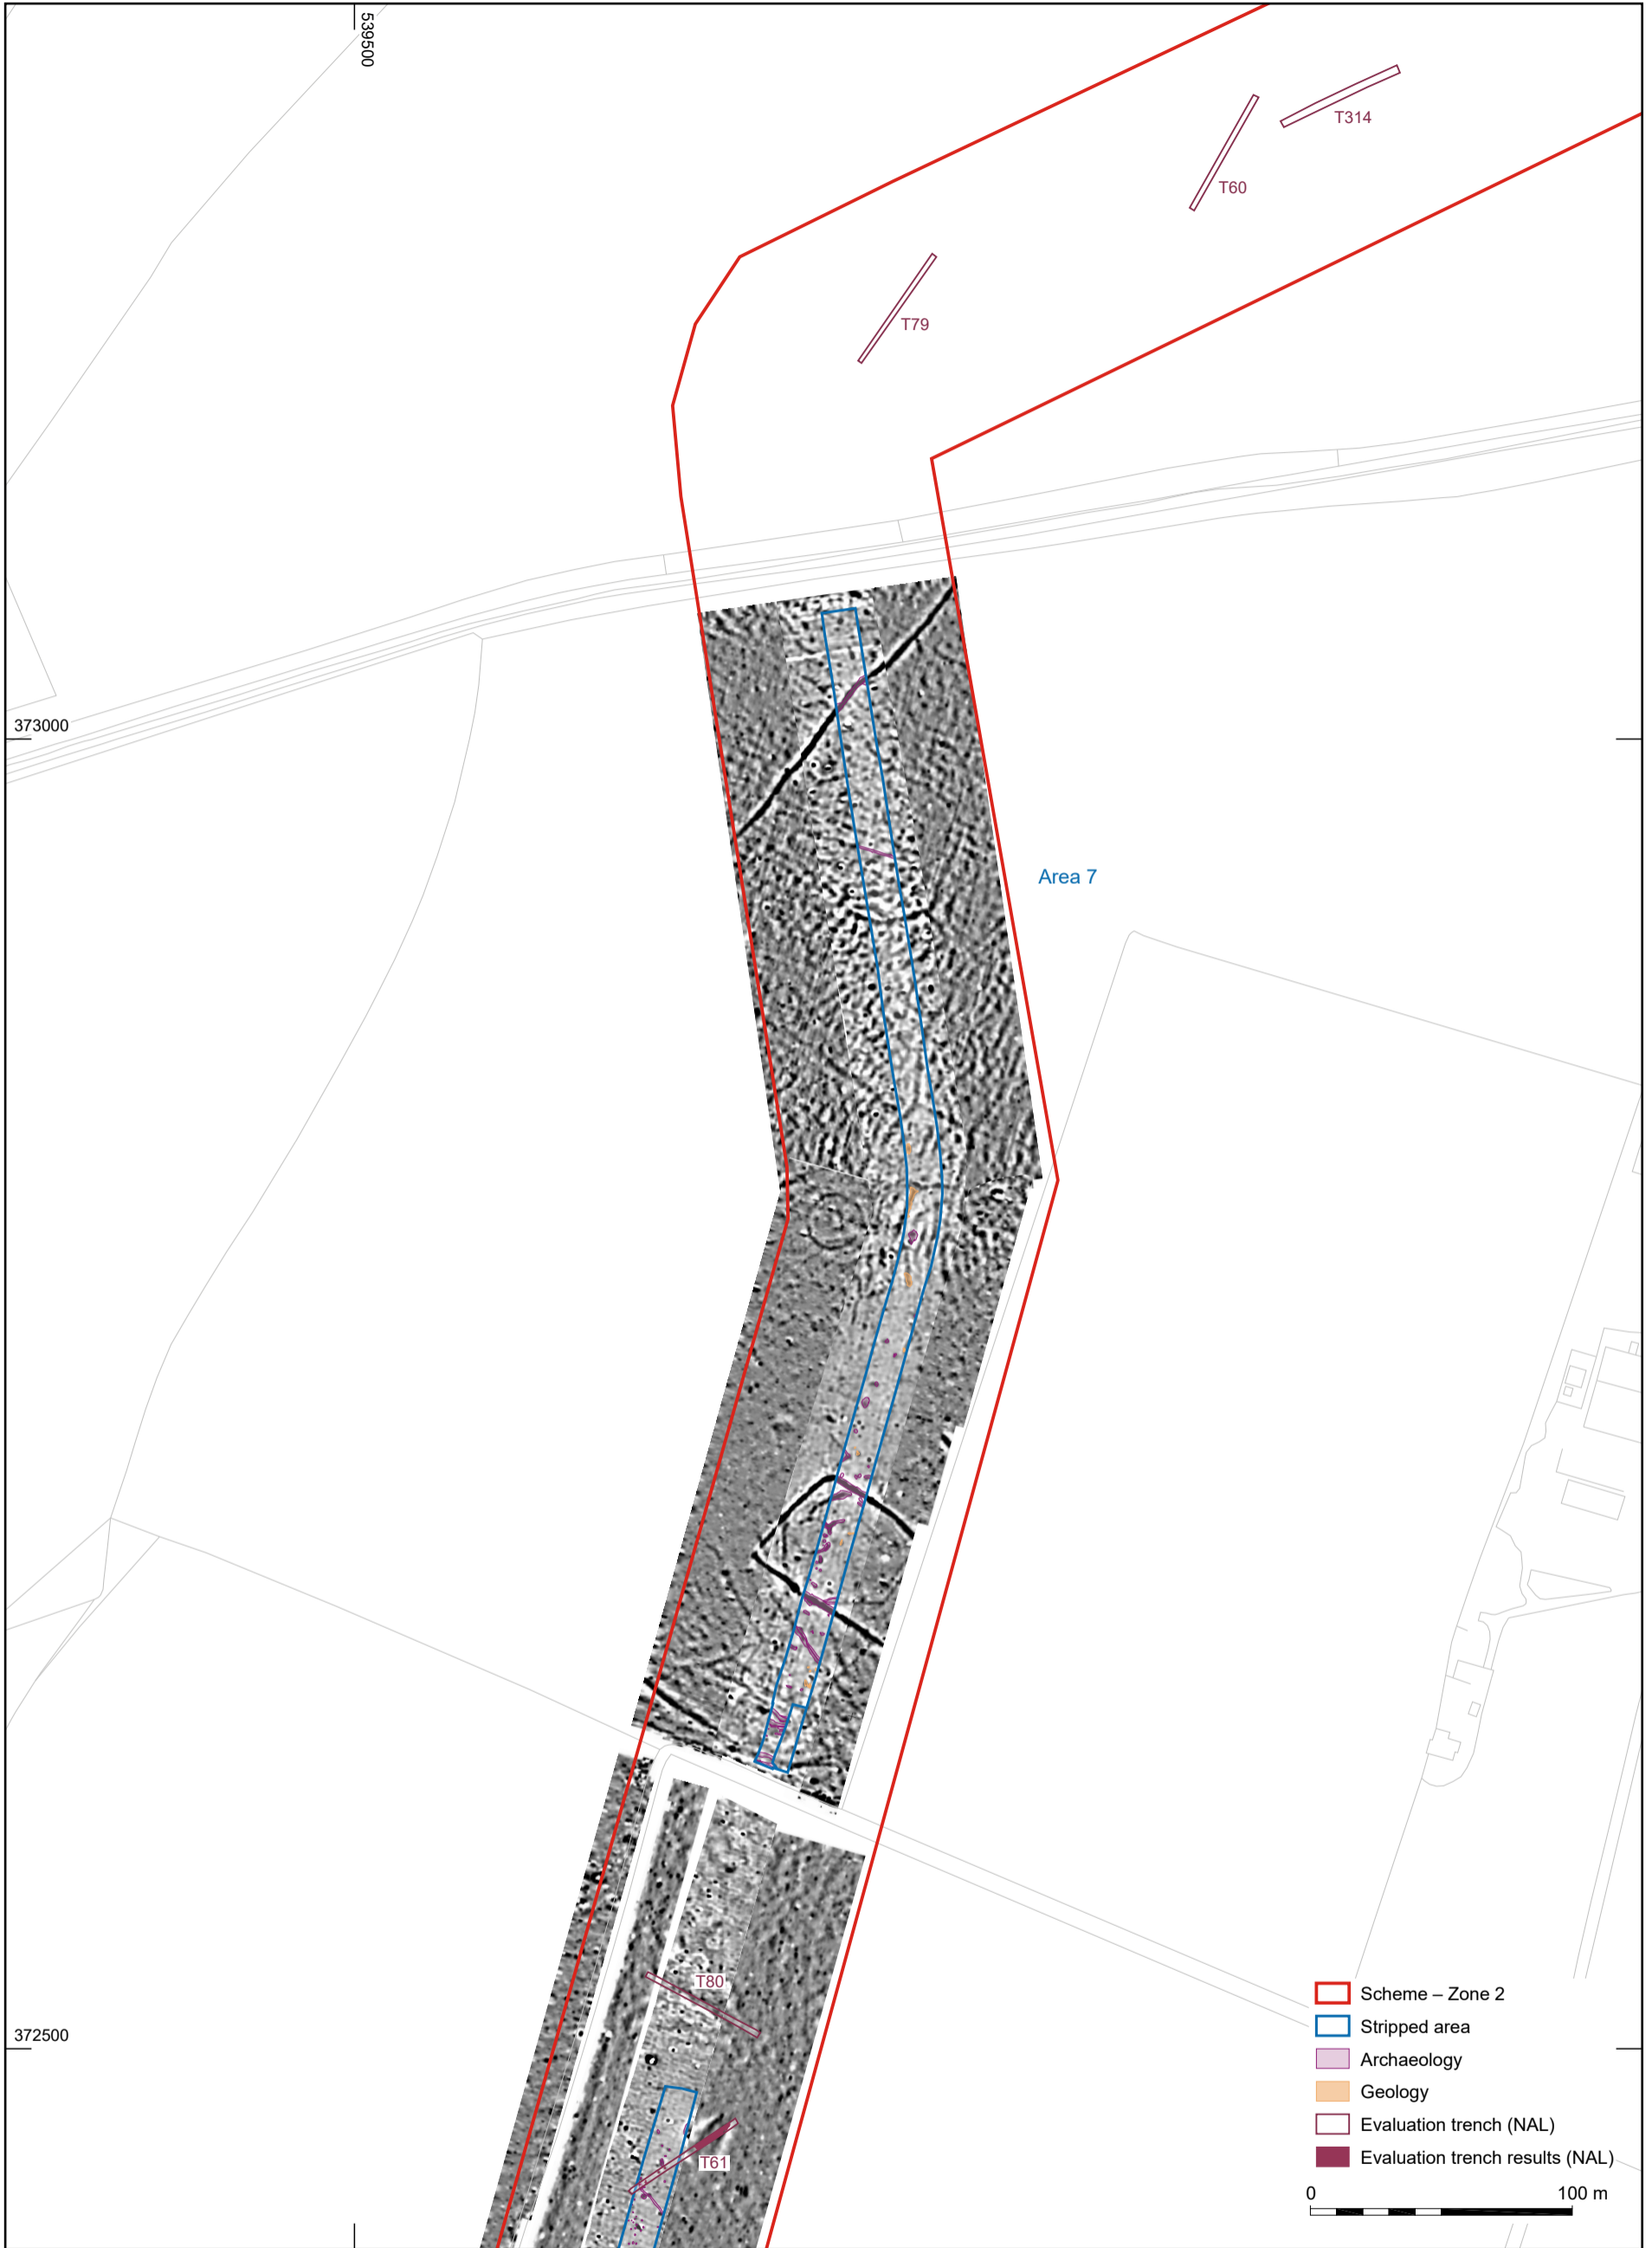 539500
T314
T60
T79
373000
Area 7
T80
372500
T61
Scheme – Zone 2
Stripped area
Archaeology
Geology
Evaluation trench (NAL)
Evaluation trench results (NAL)
0 100 m